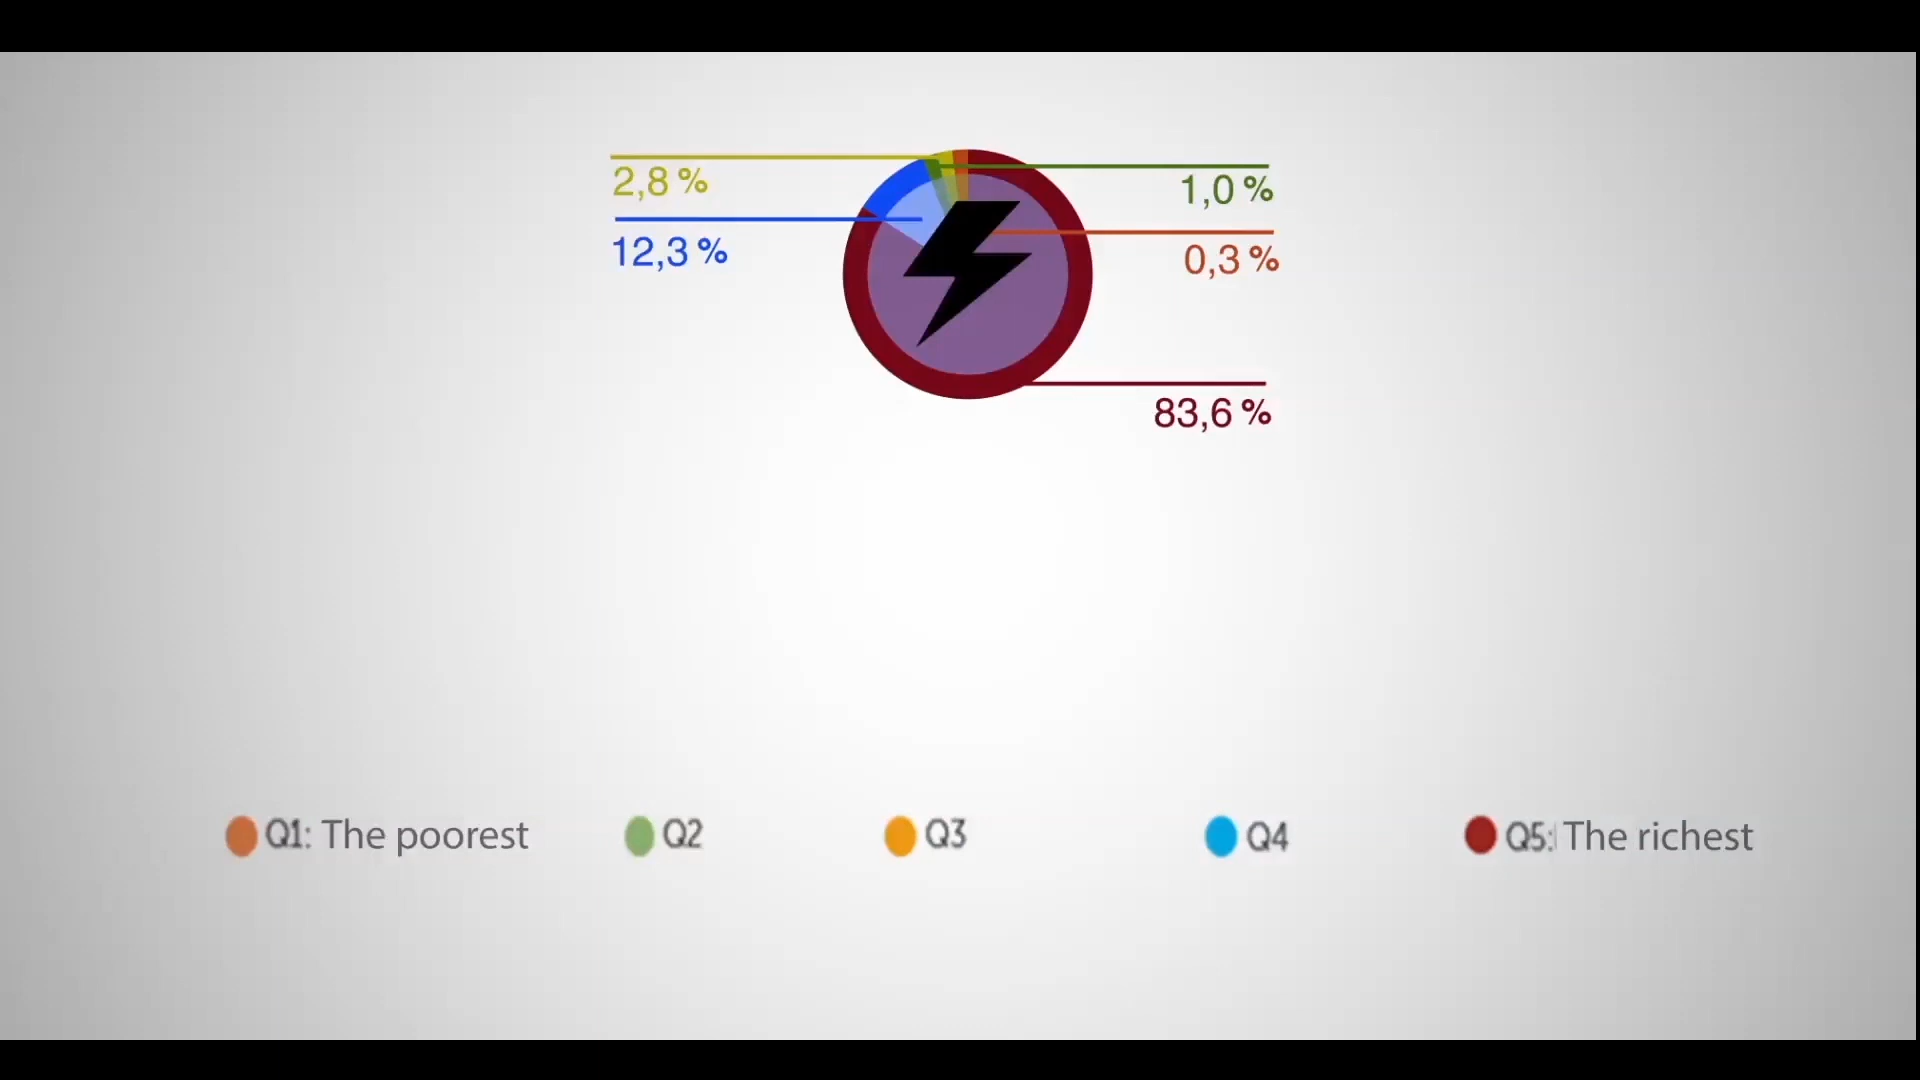 2,8 %
1,0 %
12,3 %
0,3 %
83,6 %
Q1: The poorest
Q2
Q3
Q4
Q5: The richest